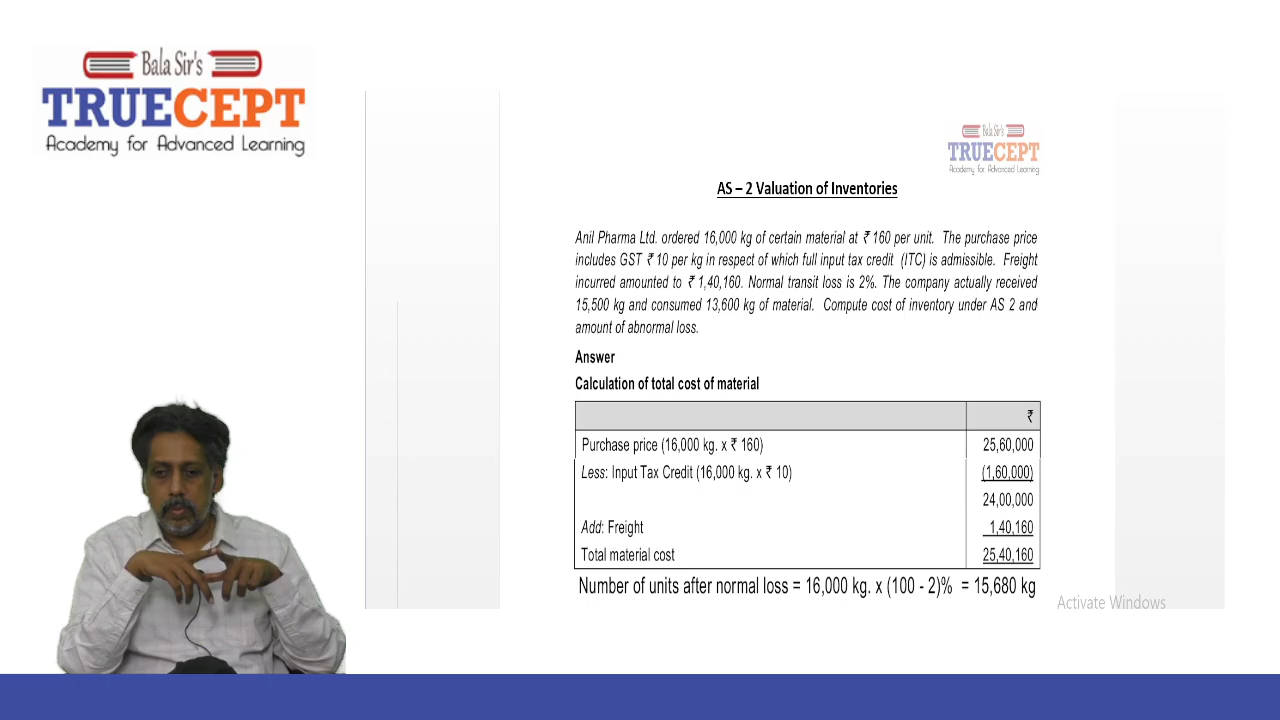 Bala Sir's
TRUECEPT
Academy for Advanced Learning
Bala Sir's
TRUECEPT
Academy for Advanced Learning
AS – 2 Valuation of Inventories
Anil Pharma Ltd. ordered 16,000 kg of certain material at ₹ 160 per unit. The purchase price
includes GST ₹ 10 per kg in respect of which full input tax credit (ITC) is admissible. Freight
incurred amounted to ₹ 1,40,160. Normal transit loss is 2%. The company actually received
15,500 kg and consumed 13,600 kg of material. Compute cost of inventory under AS 2 and
amount of abnormal loss.
Answer
Calculation of total cost of material
₹
Purchase price (16,000 kg. x ₹ 160) 25,60,000
Less: Input Tax Credit (16,000 kg. x ₹ 10) (1,60,000)
24,00,000
Add: Freight 1,40,160
Total material cost 25,40,160
Number of units after normal loss = 16,000 kg. x (100 - 2)% = 15,680 kg
Activate Windows